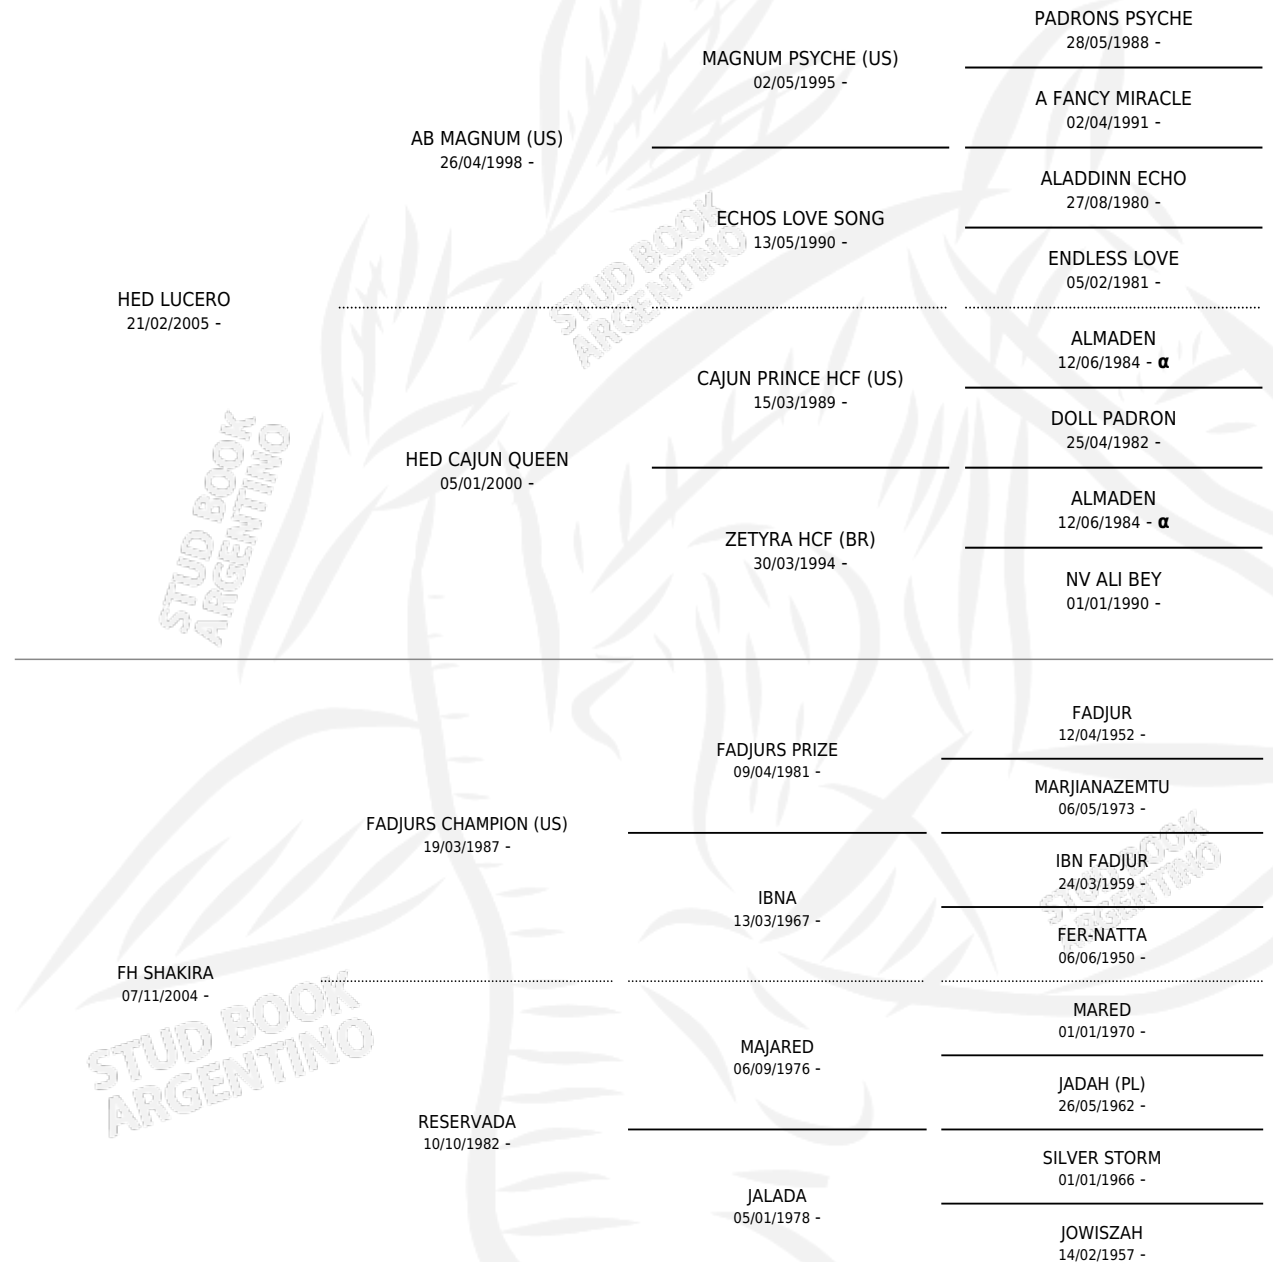 PADRONS PSYCHE
28/05/1988 -
MAGNUM PSYCHE (US)
02/05/1995 -
A FANCY MIRACLE
02/04/1991 -
AB MAGNUM (US)
26/04/1998 -
ALADDINN ECHO
27/08/1980 -
ECHOS LOVE SONG
13/05/1990 -
ENDLESS LOVE
05/02/1981 -
HED LUCERO
21/02/2005 -
ALMADEN
12/06/1984 - α
CAJUN PRINCE HCF (US)
15/03/1989 -
DOLL PADRON
25/04/1982 -
HED CAJUN QUEEN
05/01/2000 -
ALMADEN
12/06/1984 - α
ZETYRA HCF (BR)
30/03/1994 -
NV ALI BEY
01/01/1990 -
FADJUR
12/04/1952 -
FADJURS PRIZE
09/04/1981 -
MARJIANAZEMTU
06/05/1973 -
FADJURS CHAMPION (US)
19/03/1987 -
IBN FADJUR
24/03/1959 -
IBNA
13/03/1967 -
FER-NATTA
06/06/1950 -
FH SHAKIRA
07/11/2004 -
MARED
01/01/1970 -
MAJARED
06/09/1976 -
JADAH (PL)
26/05/1962 -
RESERVADA
10/10/1982 -
SILVER STORM
01/01/1966 -
JALADA
05/01/1978 -
JOWISZAH
14/02/1957 -
STUD BOOK
ARGENTINO
STUD BOOK
ARGENTINO
STUD BOOK
ARGENTINO
STUD BOOK
ARGENTINO